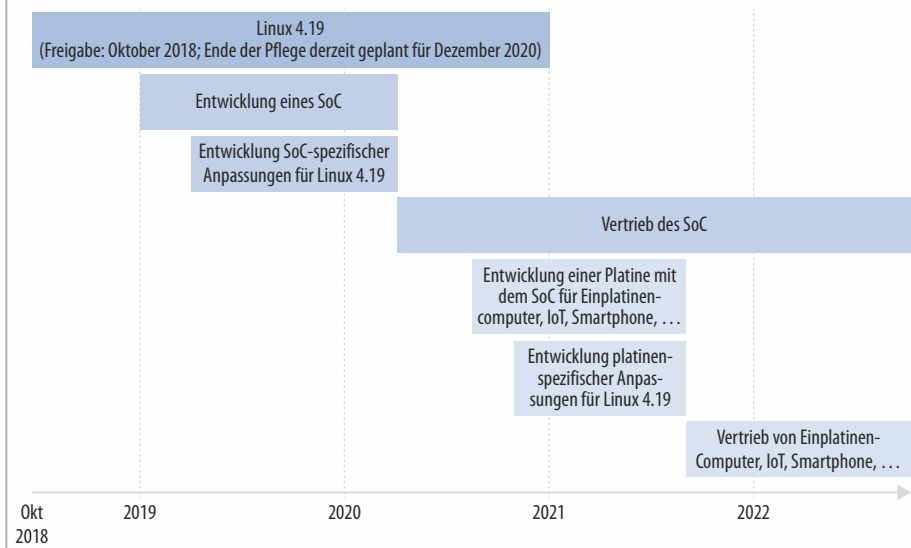 Linux 4.19
(Freigabe: Oktober 2018; Ende der Pflege derzeit geplant für Dezember 2020)
Entwicklung eines SoC
Entwicklung SoC-spezifischer
Anpassungen für Linux 4.19
Vertrieb des SoC
Entwicklung einer Platine mit
dem SoC für Einplatinen-
computer, IoT, Smartphone, …
Entwicklung platinen-
spezifischer Anpas-
sungen für Linux 4.19
Vertrieb von Einplatinen-
Computer, IoT, Smartphone, …
Okt 2019 2020 2021 2022
2018